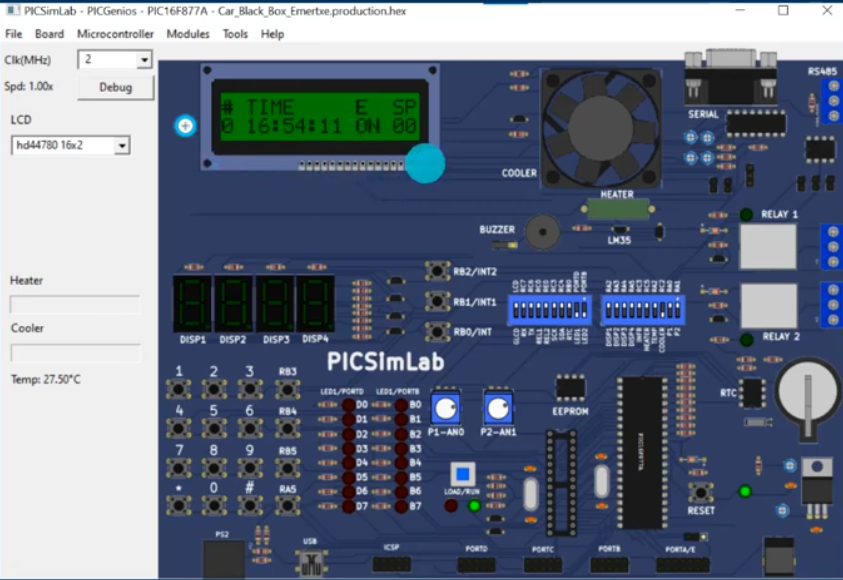 PICSimLab - PICGenios - PIC16F877A - Car_Black_Box_Emertxe.production.hex
File Board Microcontroller Modules Tools Help
Clk(MHz) 2
Spd: 1.00x Debug
LCD
hd44780 16x2
Heater
Cooler
Temp: 27.50°C
# TIME E SP
0 16:54:11 ON 00
COOLER
SERIAL
RS485
HEATER
BUZZER
LM35
RELAY 1
RELAY 2
RB2/INT2
RB1/INT1
RB0/INT
DISP1 DISP2 DISP3 DISP4
PICSimLab
1 2 3 RB3
4 5 6 RB4
7 8 9 RB5
* 0 # RA5
LED1/PORTD LED1/PORTB
D0 B0
D1 B1
D2 B2
D3 B3
D4 B4
D5 B5
D6 B6
D7 B7
P1-AN0 P2-AN1
EEPROM
RTC
LOAD/RUN
RESET
PS2
USB
ICSP
PORTD
PORTC
PORTB
PORTA/E